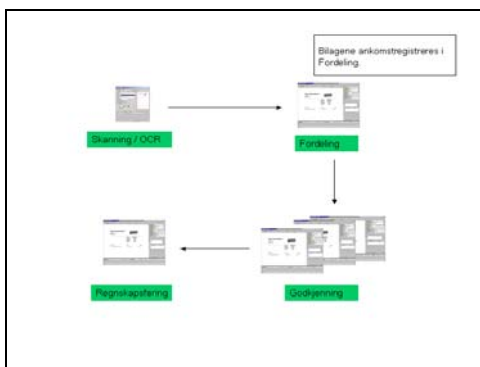 Bilagene ankomstregistreres i
Fordeling.
Skanning / OCR
Fordeling
Regnskapsføring
Godkjenning